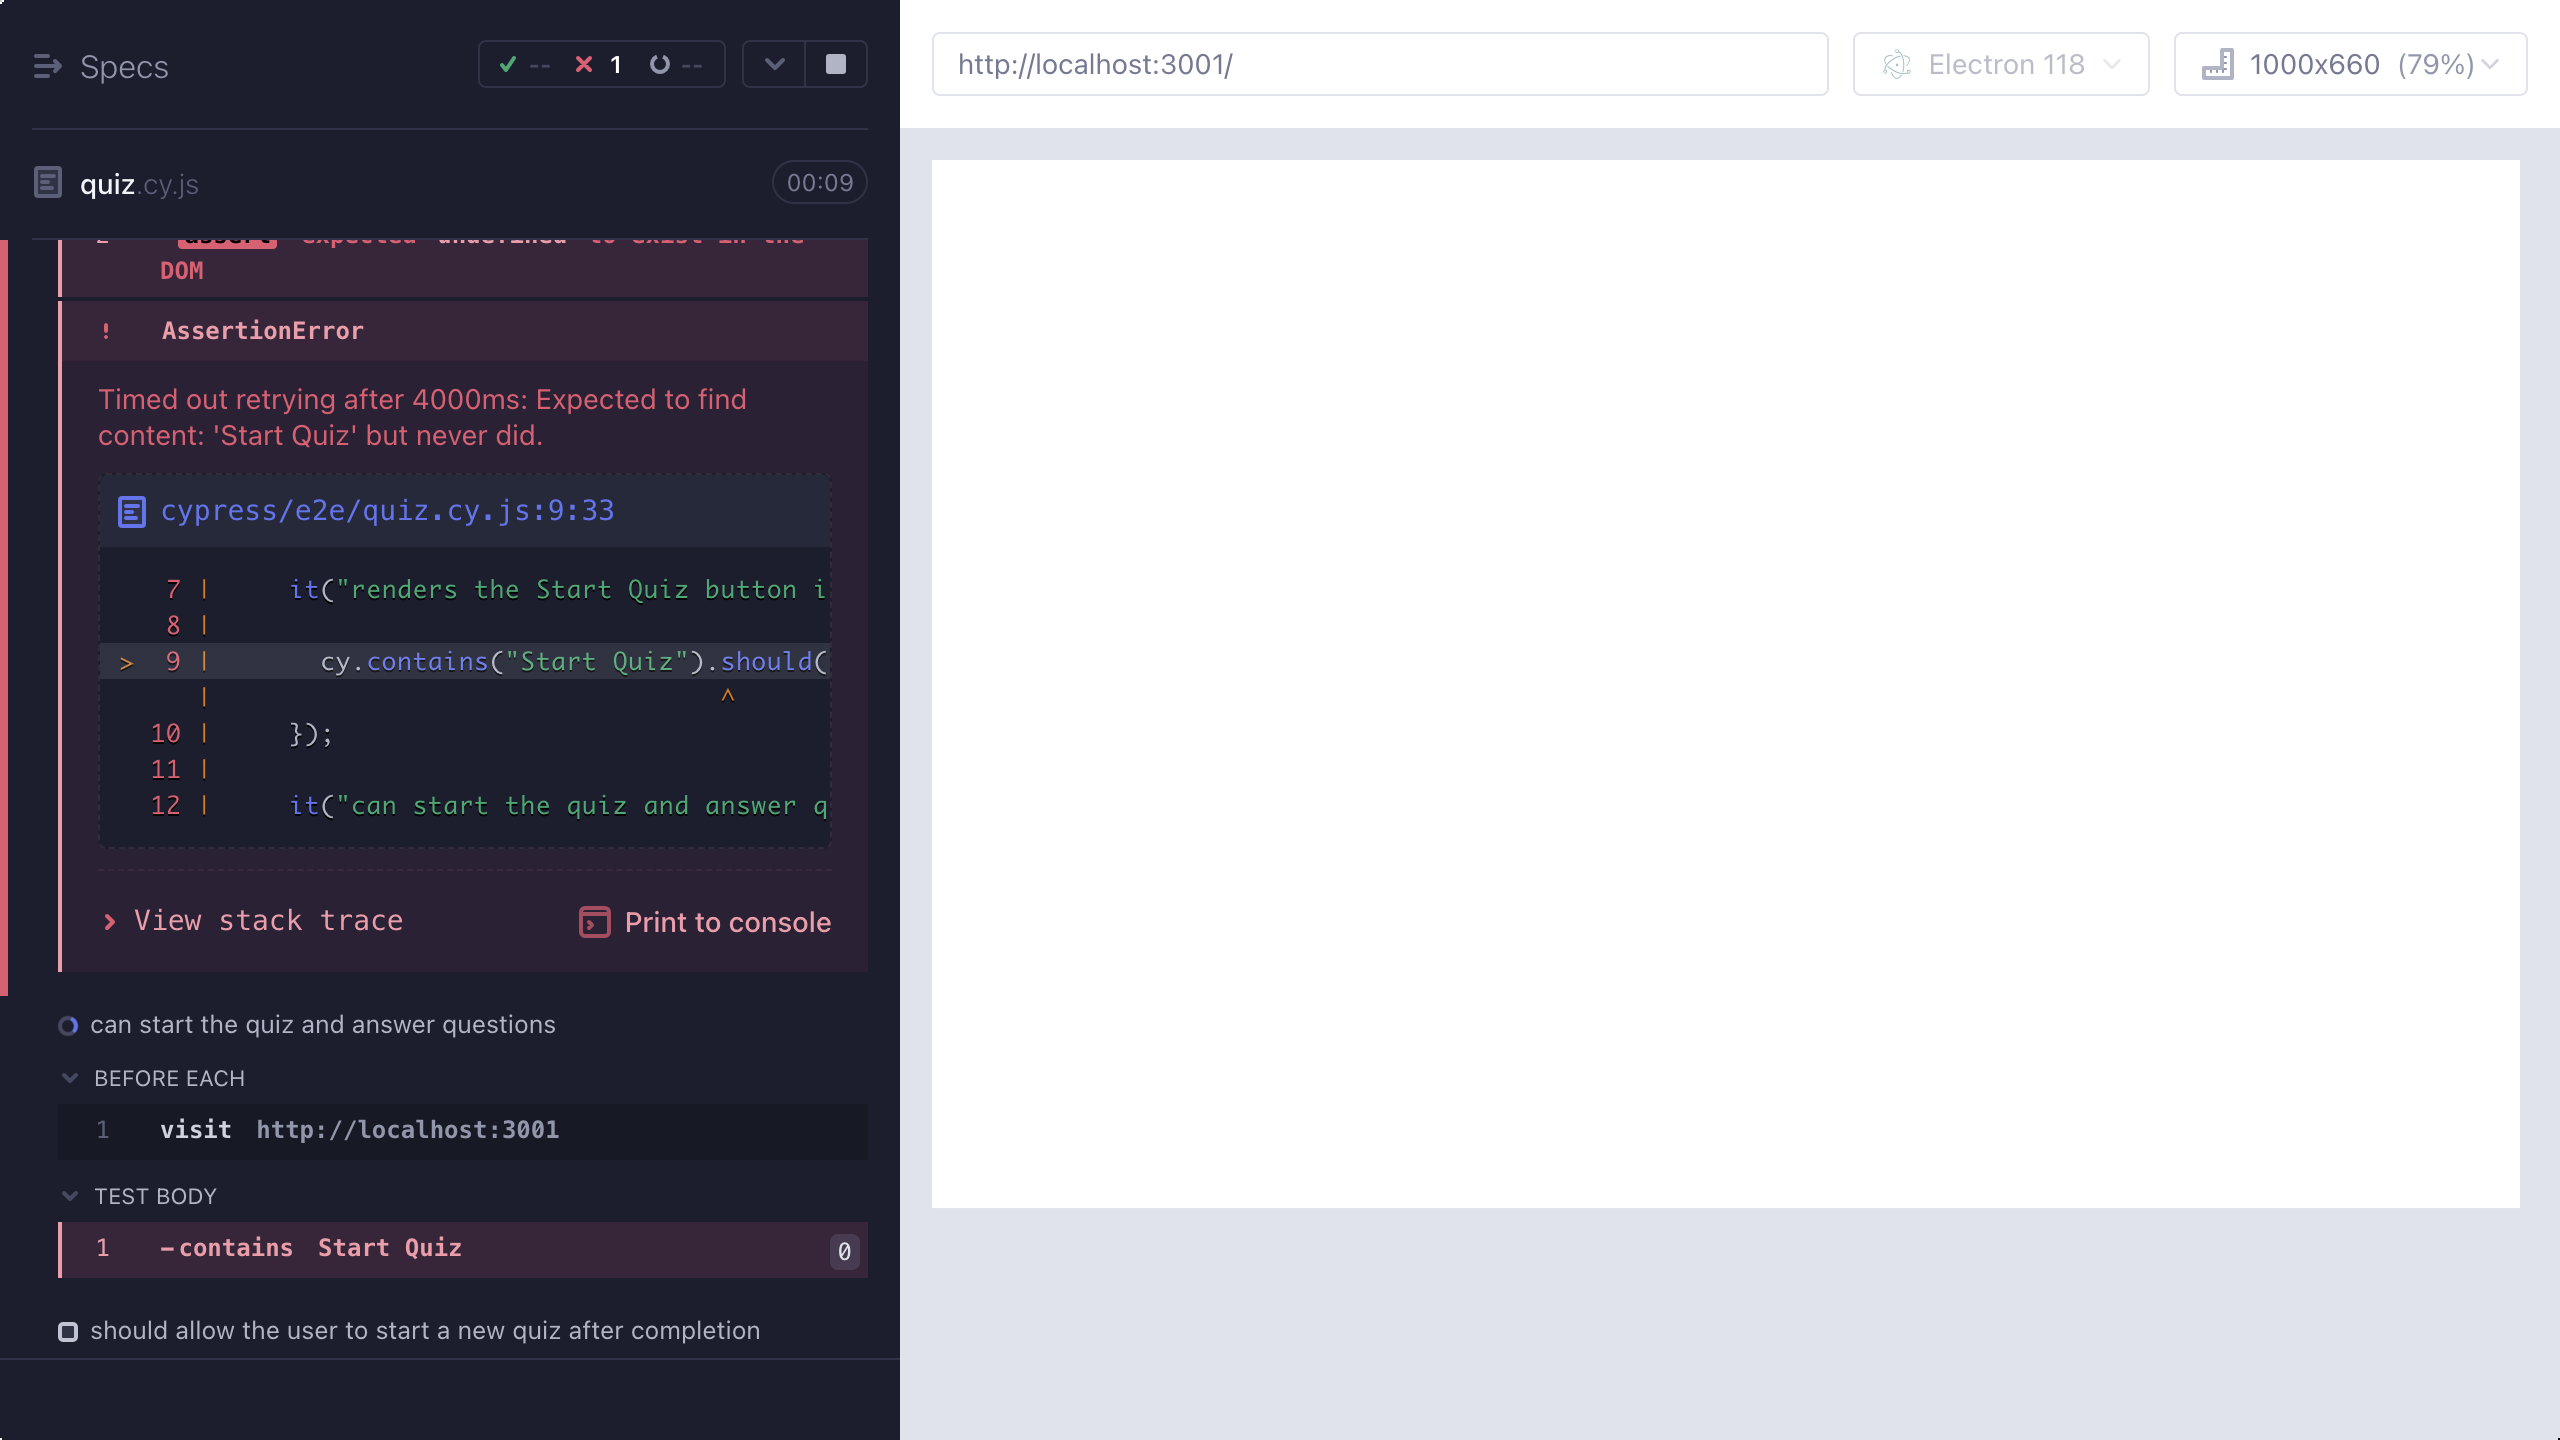 Specs
-- 1 --
quiz.cy.js 00:09
DOM
! AssertionError
Timed out retrying after 4000ms: Expected to find
content: 'Start Quiz' but never did.
cypress/e2e/quiz.cy.js:9:33
7 | it("renders the Start Quiz button i
8 |
> 9 | cy.contains("Start Quiz").should(
| ^
10 | });
11 |
12 | it("can start the quiz and answer q
View stack trace Print to console
can start the quiz and answer questions
BEFORE EACH
1 visit http://localhost:3001
TEST BODY
1 -contains Start Quiz 0
should allow the user to start a new quiz after completion
http://localhost:3001/
Electron 118
1000x660 (79%)